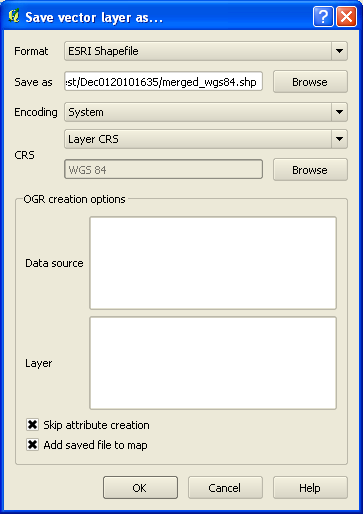 Save vector layer as...
Format ESRI Shapefile
Save as est/Dec0120101635/merged_wgs84.shp Browse
Encoding System
Layer CRS
CRS
WGS 84 Browse
OGR creation options
Data source
Layer
Skip attribute creation
Add saved file to map
OK Cancel Help